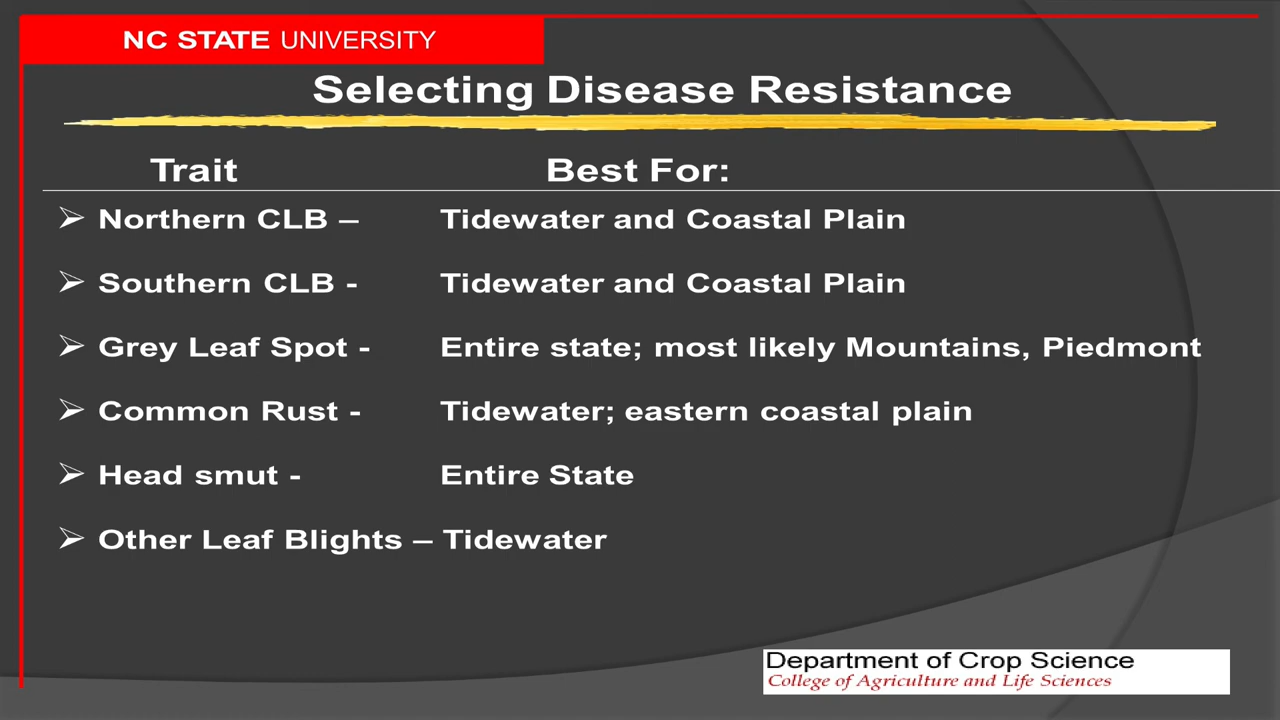 NC STATE UNIVERSITY
Selecting Disease Resistance
Trait Best For:
➢ Northern CLB – Tidewater and Coastal Plain
➢ Southern CLB - Tidewater and Coastal Plain
➢ Grey Leaf Spot - Entire state; most likely Mountains, Piedmont
➢ Common Rust - Tidewater; eastern coastal plain
➢ Head smut - Entire State
➢ Other Leaf Blights – Tidewater
Department of Crop Science
College of Agriculture and Life Sciences